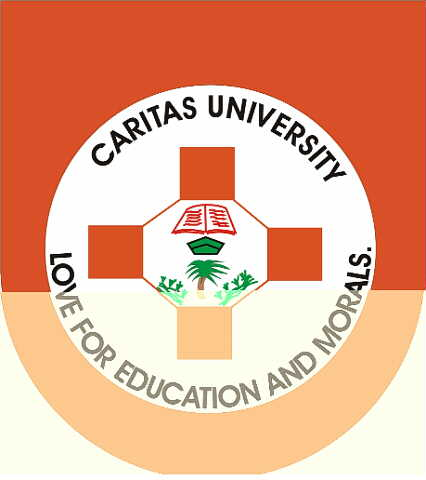 CARITAS UNIVERSITY
LOVE FOR EDUCATION AND MORALS.